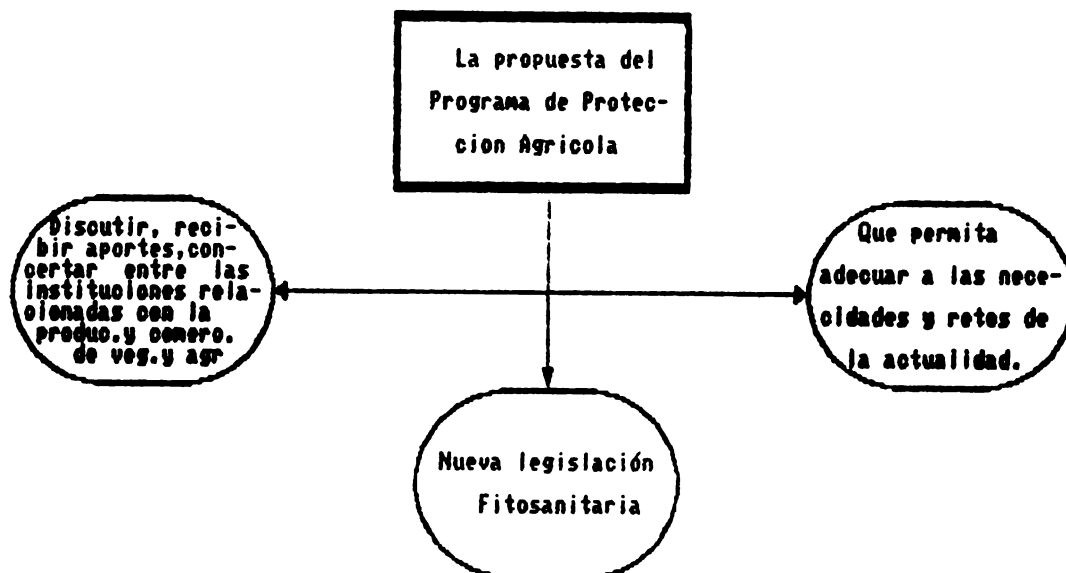 La propuesta del
Programa de Protec-
cion Agricola
Discutir, reci-
bir aportes,con-
certar entre las
instituciones rela-
cionadas con la
produc.y comerc.
de veg.y agr
Que permita
adecuar a las nece-
cidades y retos de
la actualidad.
Nueva legislación
Fitosanitaria